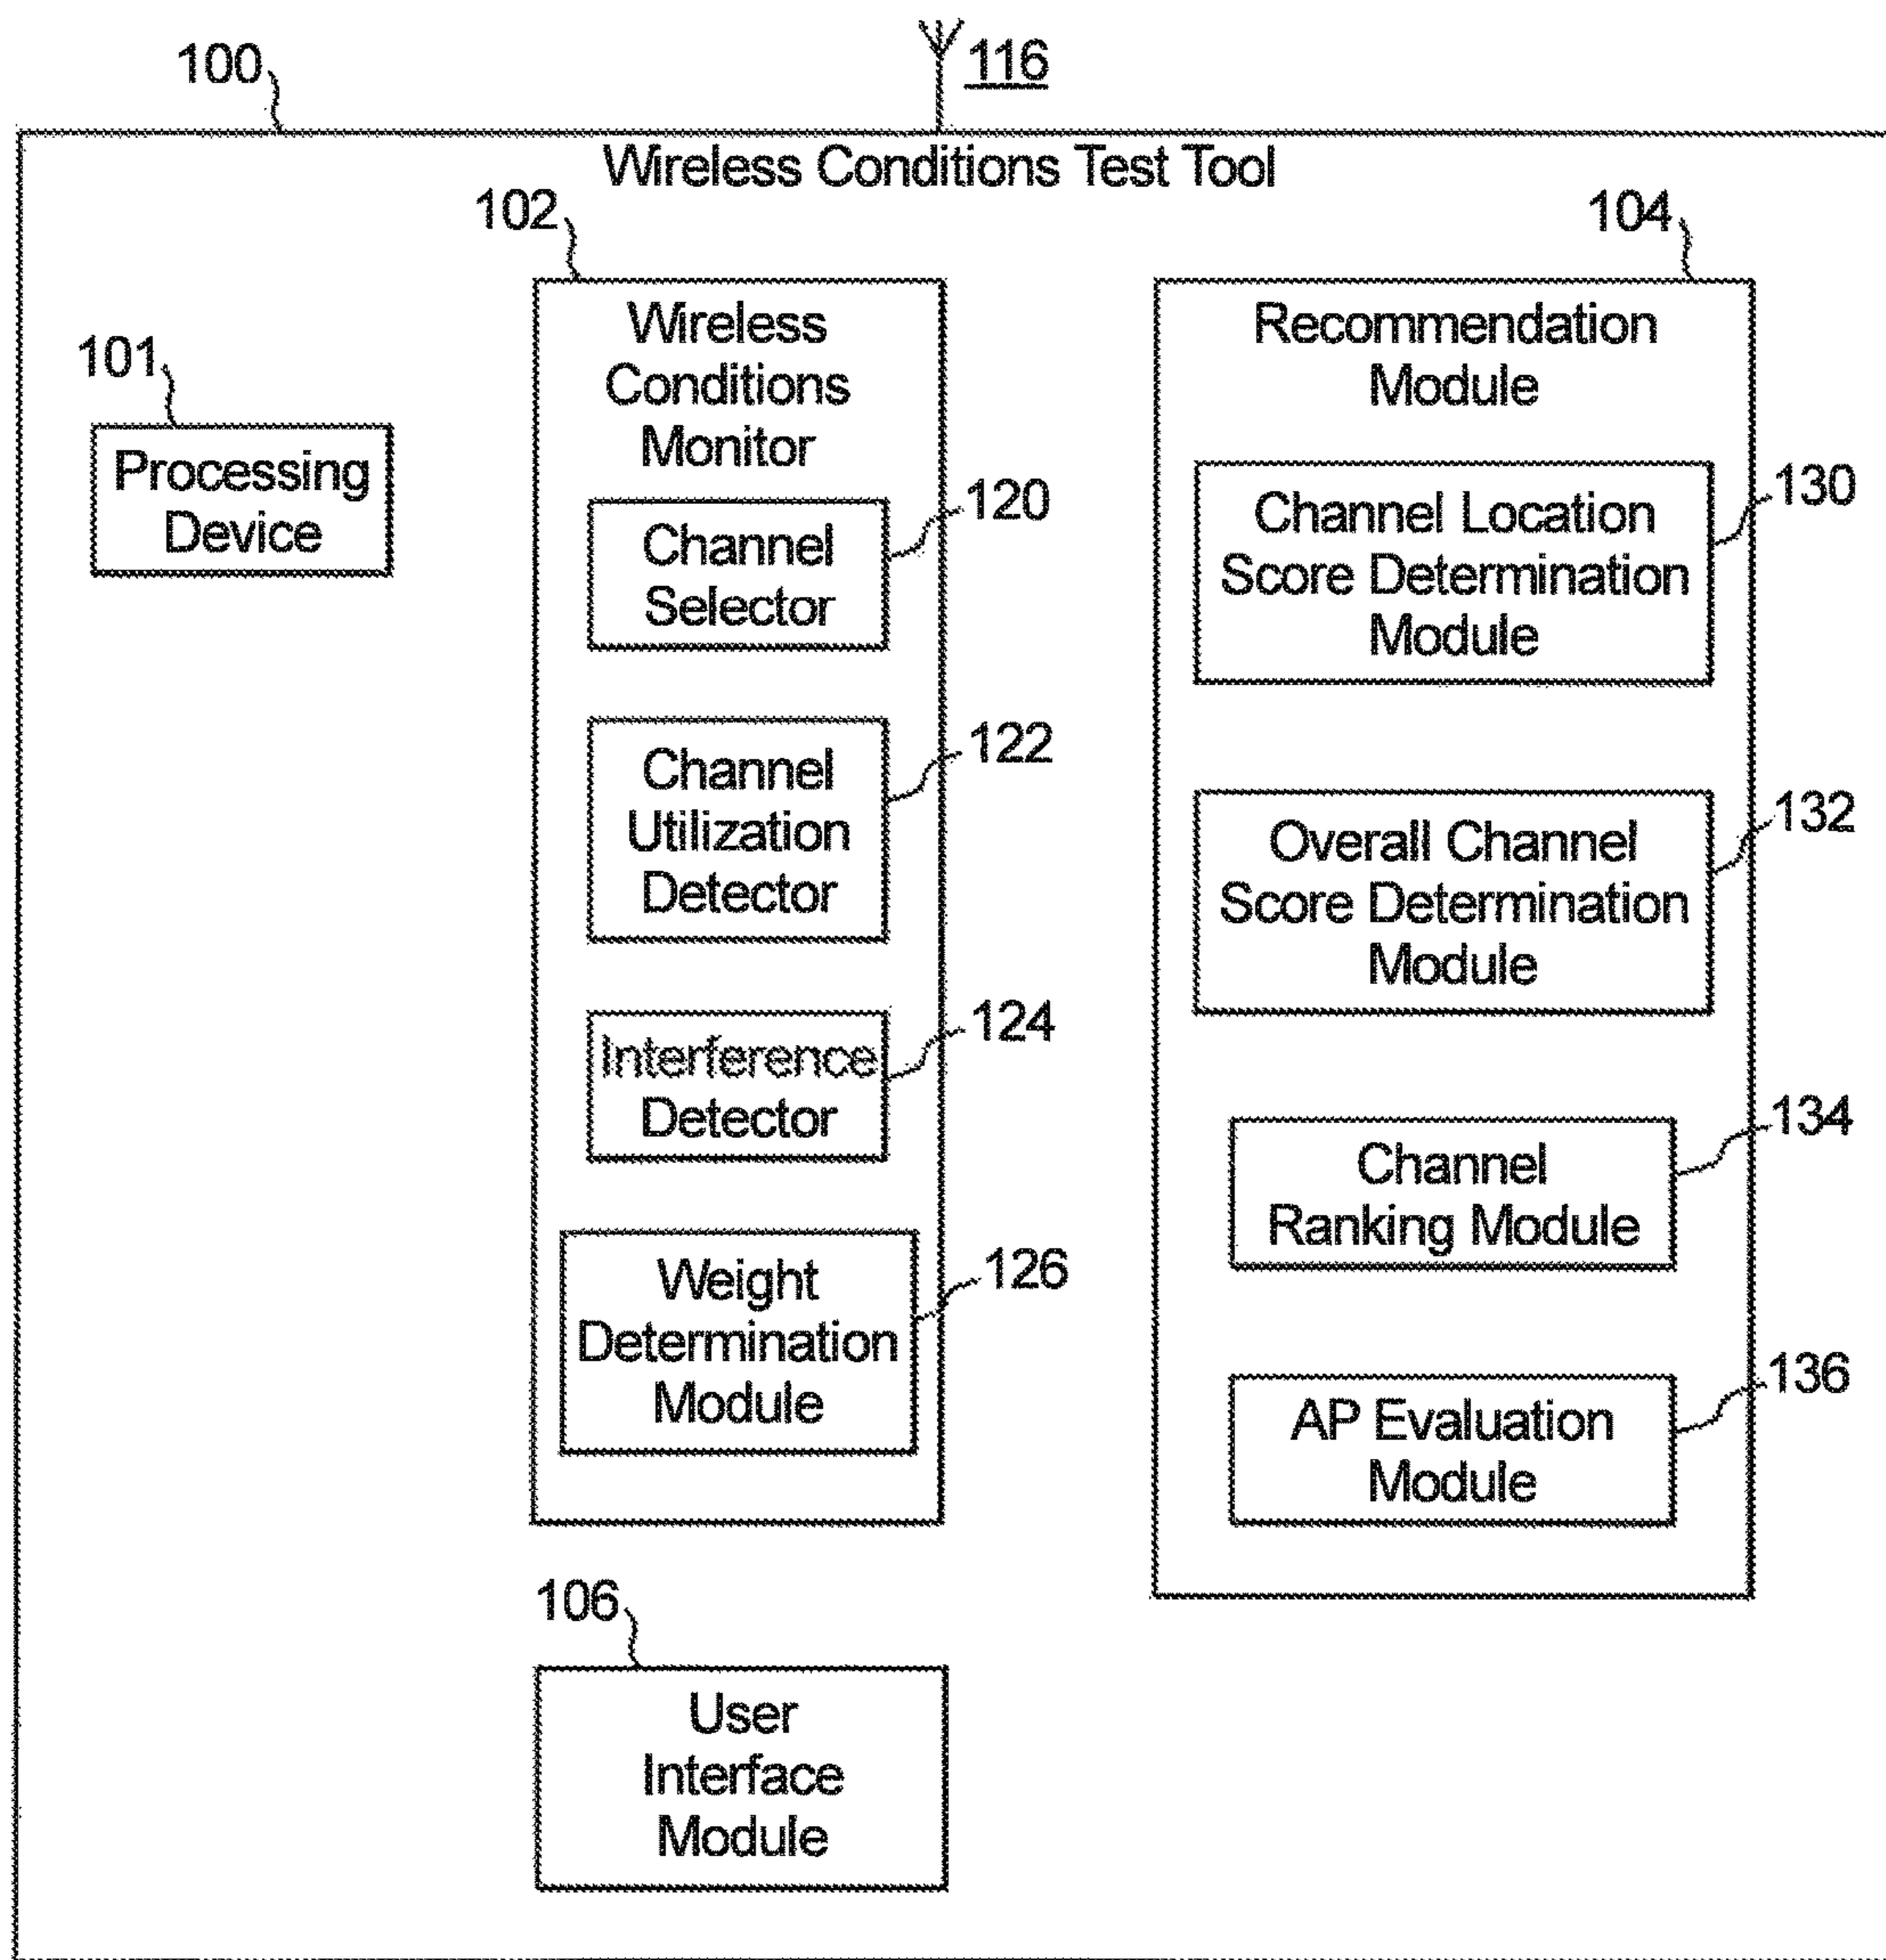 100
116
Wireless Conditions Test Tool
102
104
101
Processing
Device
Wireless
Conditions
Monitor
120
Channel
Selector
122
Channel
Utilization
Detector
124
Interference
Detector
126
Weight
Determination
Module
Recommendation
Module
130
Channel Location
Score Determination
Module
132
Overall Channel
Score Determination
Module
134
Channel
Ranking Module
136
AP Evaluation
Module
106
User
Interface
Module